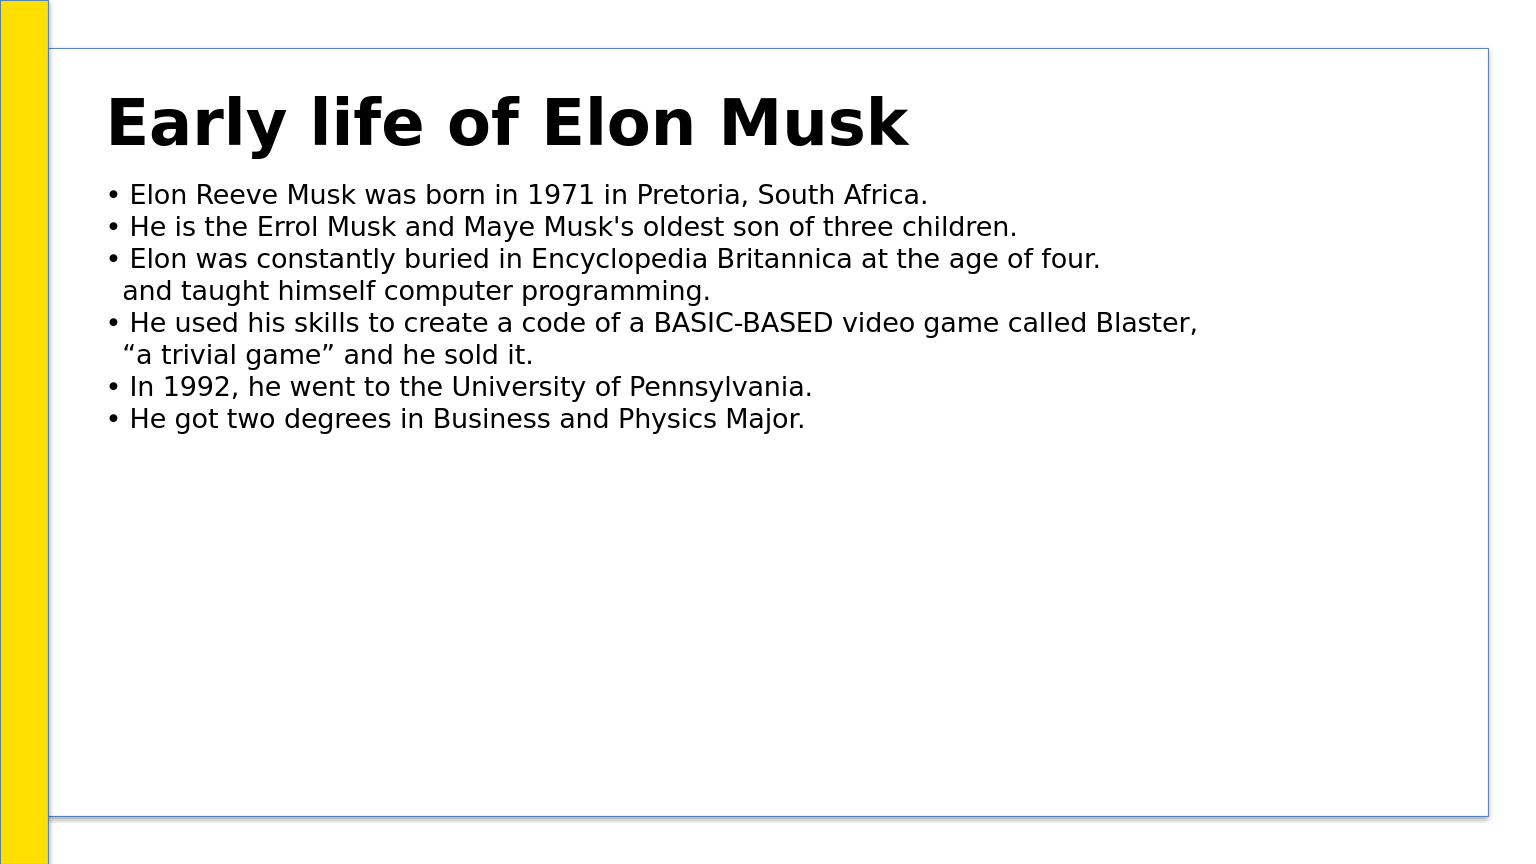 Early life of Elon Musk
• Elon Reeve Musk was born in 1971 in Pretoria, South Africa.
• He is the Errol Musk and Maye Musk's oldest son of three children.
• Elon was constantly buried in Encyclopedia Britannica at the age of four.
and taught himself computer programming.
• He used his skills to create a code of a BASIC-BASED video game called Blaster,
“a trivial game” and he sold it.
• In 1992, he went to the University of Pennsylvania.
• He got two degrees in Business and Physics Major.